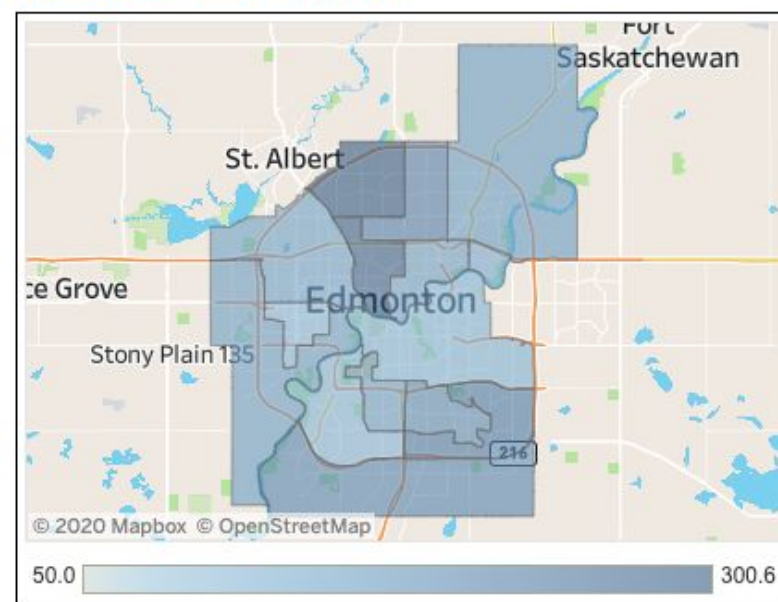 Fort
Saskatchewan
St. Albert
ce Grove
Edmonton
Stony Plain 135
216
© 2020 Mapbox © OpenStreetMap
50.0
300.6